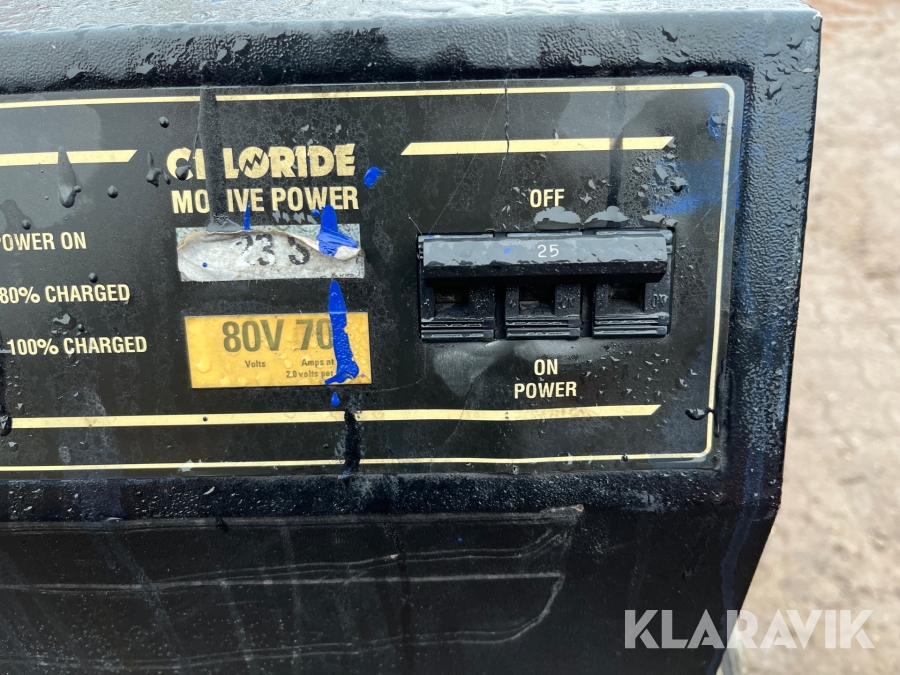 CHLORIDE
MOTIVE POWER
OFF
POWER ON
23
25
80% CHARGED
80V 70
100% CHARGED
Volts
Amps at
2.0 volts per
ON
POWER
KLARAVIK